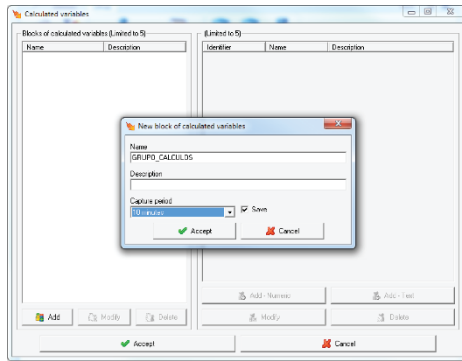 Calculated variables
Blocks of calculated variables (Limited to 5)
(Limited to 5)
Name Description
Identifier Name Description
New block of calculated variables
Name
GRUPO_CALCULOS
Description
Capture period
10 minutes
Save
Accept Cancel
Add - Numeric Add - Text
Add Modify Delete
Modify Delete
Accept Cancel